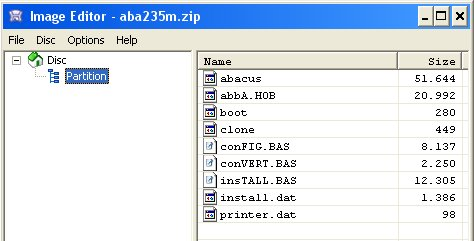 Image Editor - aba235m.zip
File Disc Options Help
Disc
Partition
Name Size
abacus 51.644
abbA.HOB 20.992
boot 280
clone 449
conFIG.BAS 8.137
conVERT.BAS 2.250
insTALL.BAS 12.305
install.dat 1.386
printer.dat 98